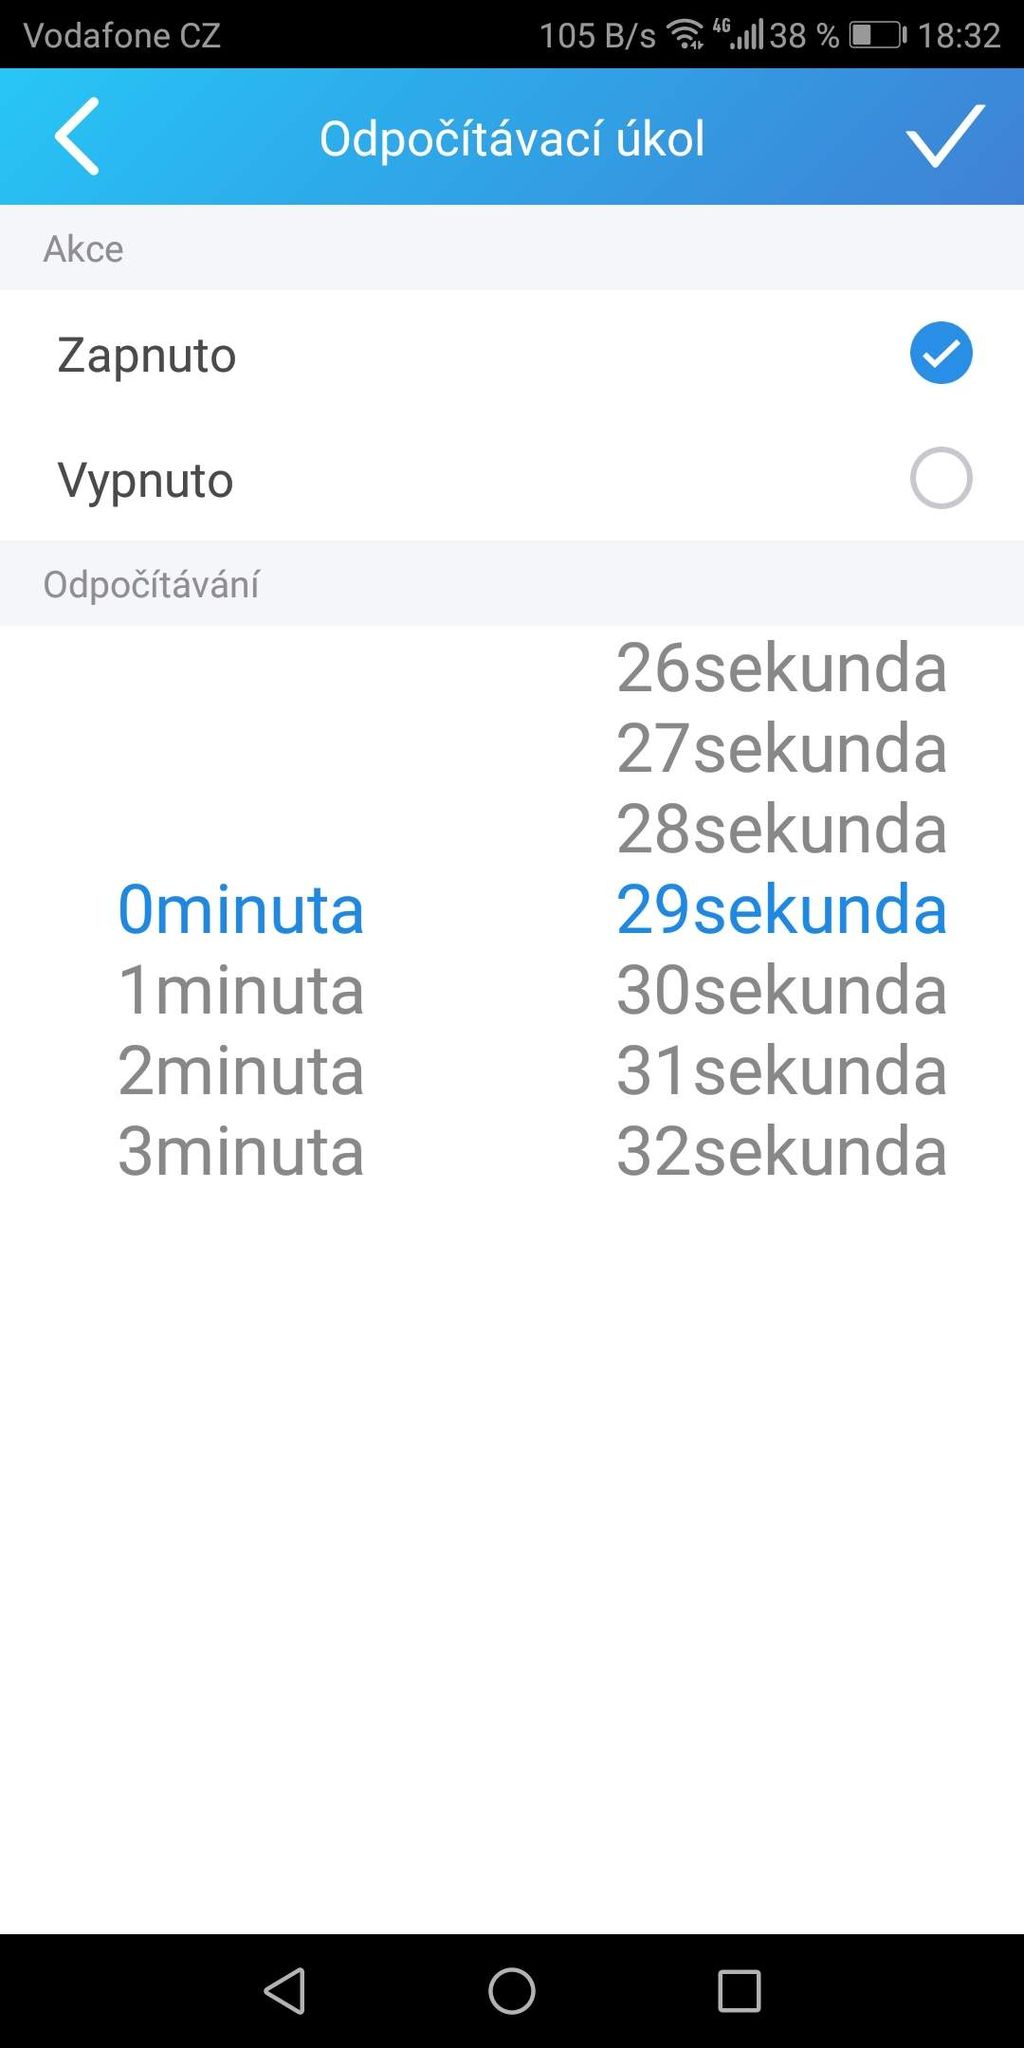 Vodafone CZ 105 B/s 4G 38 % 18:32
Odpočítávací úkol
Akce
Zapnuto
Vypnuto
Odpočítávání
26sekunda
27sekunda
28sekunda
0minuta 29sekunda
1minuta 30sekunda
2minuta 31sekunda
3minuta 32sekunda